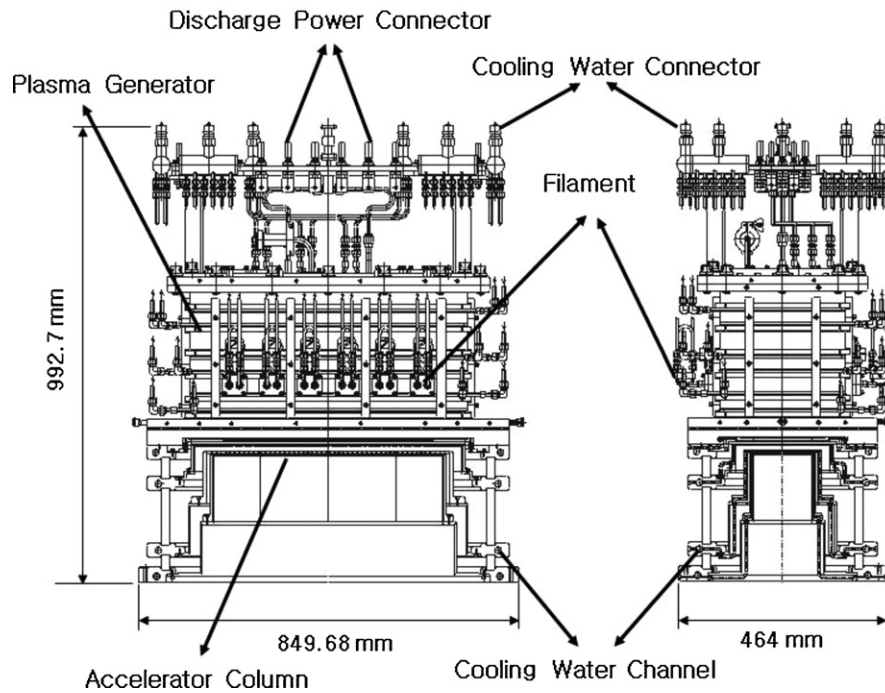 Discharge Power Connector
Cooling Water Connector
Plasma Generator
Filament
992.7 mm
849.68 mm
464 mm
Accelerator Column
Cooling Water Channel